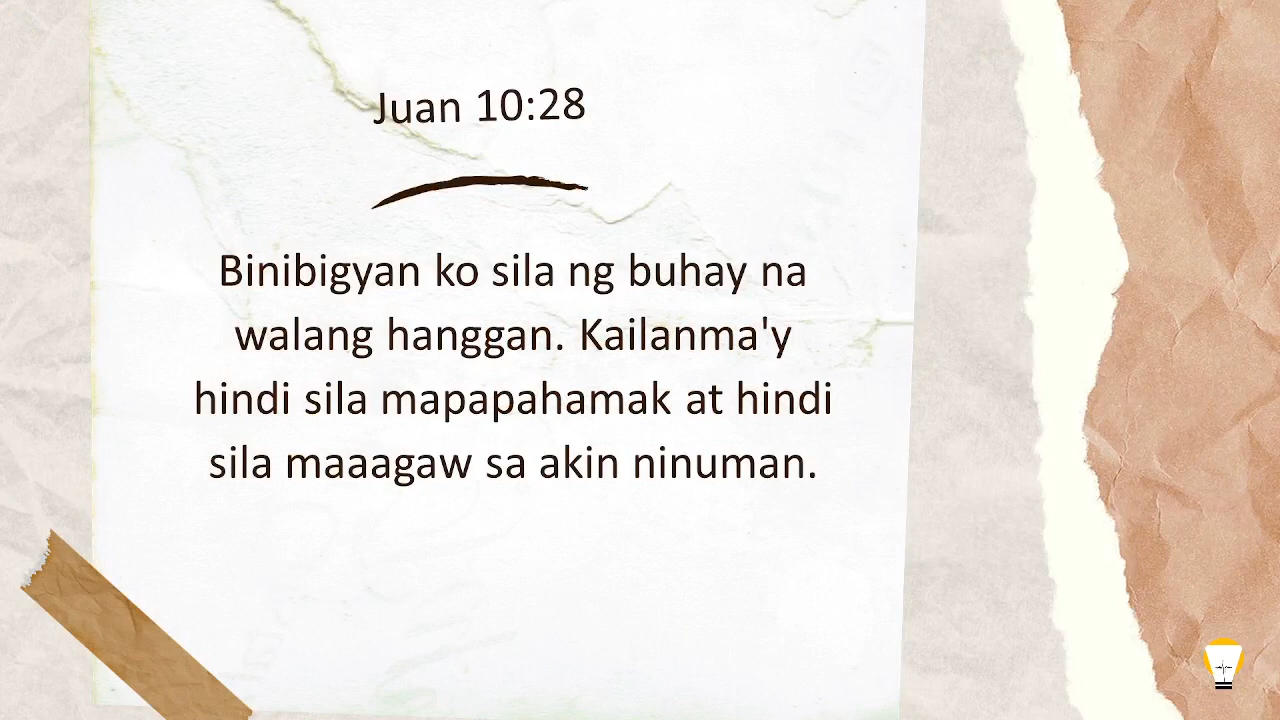 Juan 10:28
Binibigyan ko sila ng buhay na
walang hanggan. Kailanma'y
hindi sila mapapahamak at hindi
sila maaagaw sa akin ninuman.